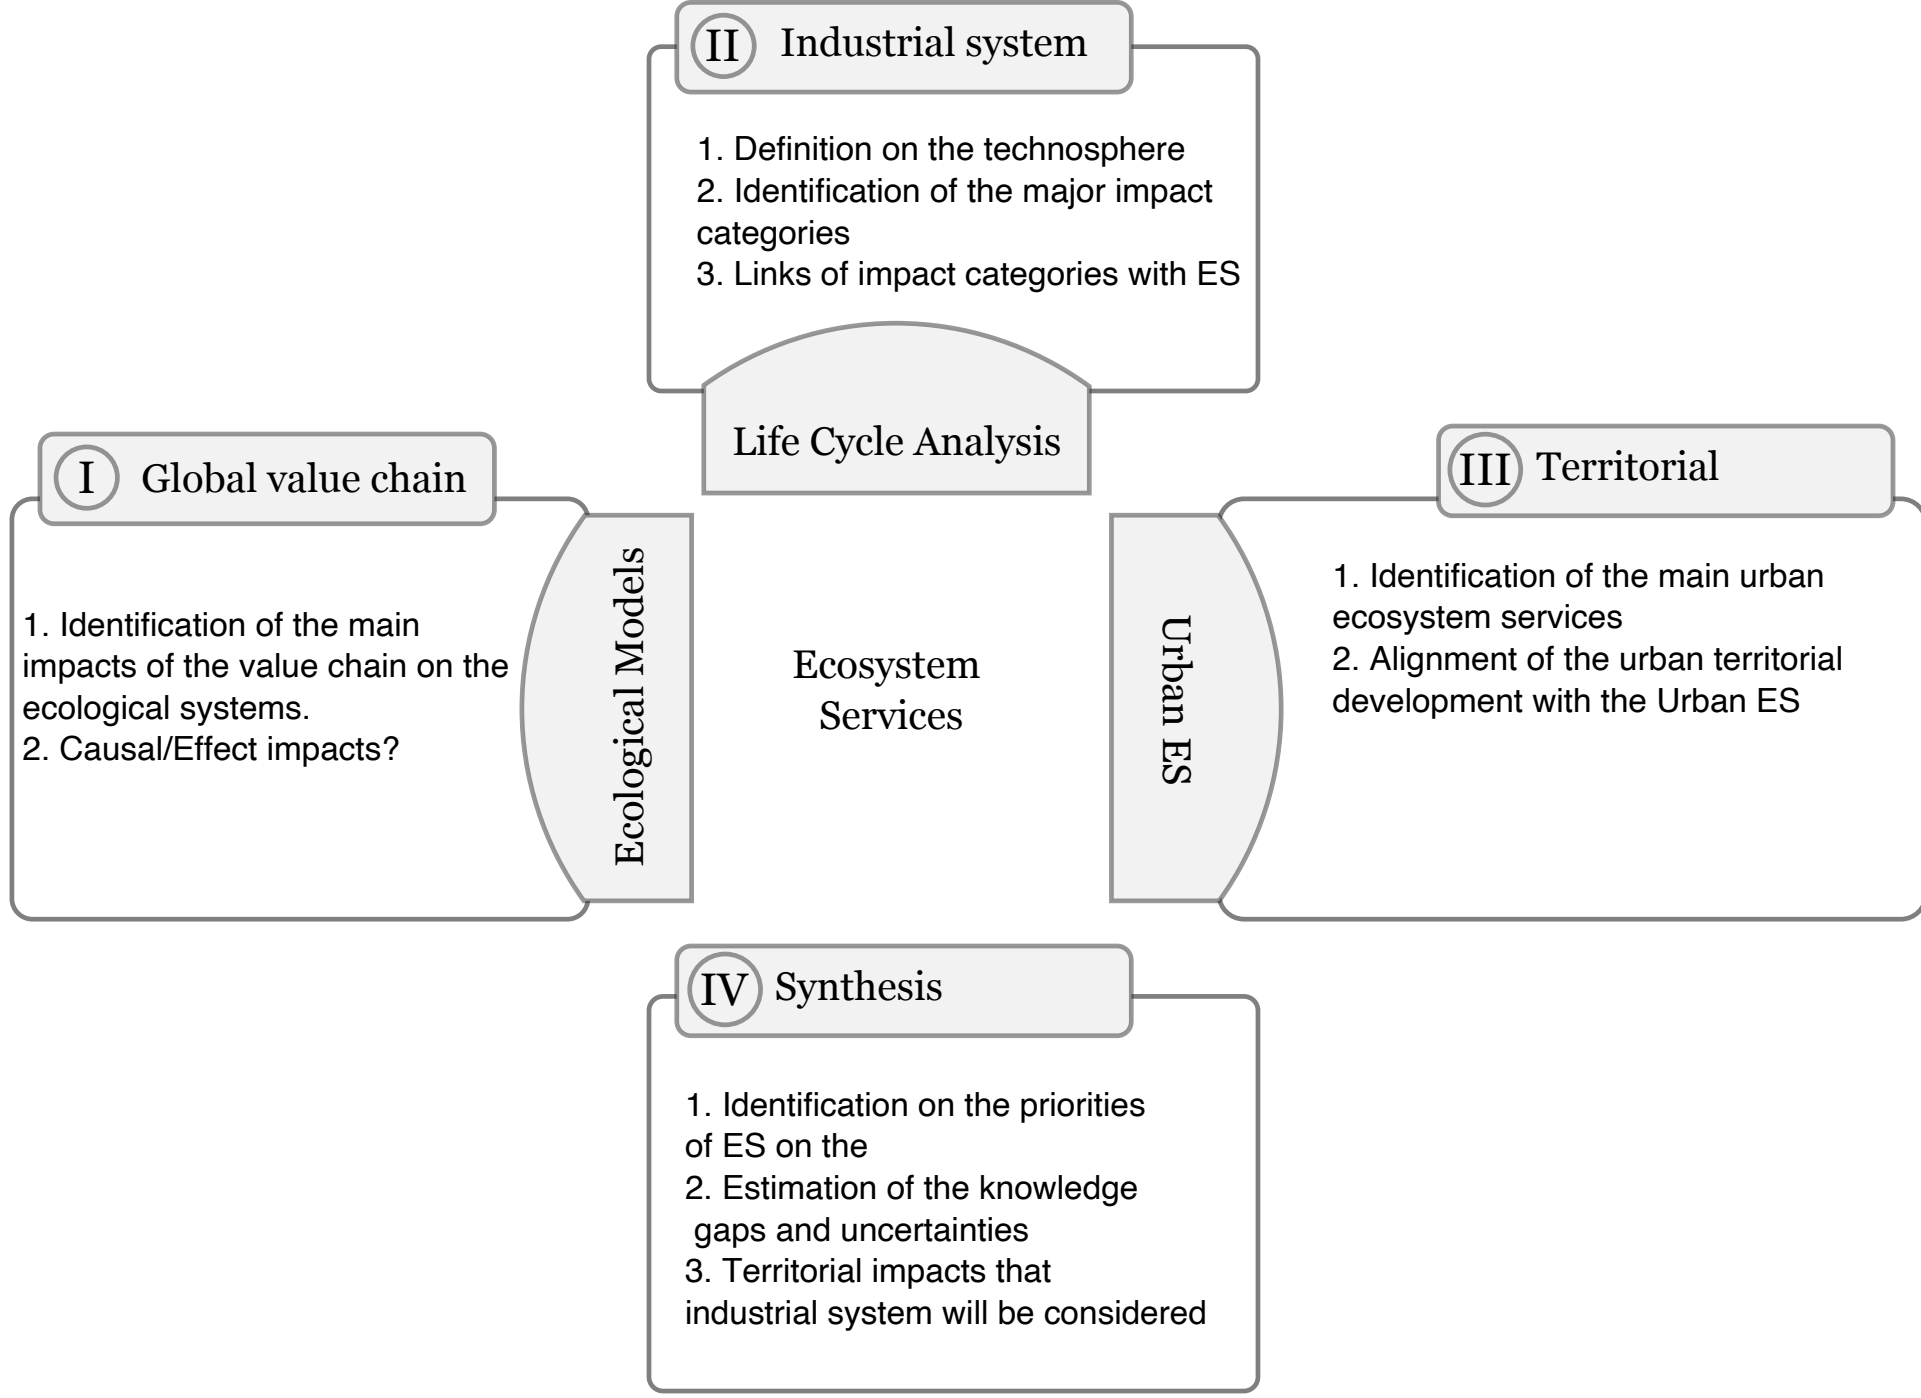 II Industrial system
1. Definition on the technosphere
2. Identification of the major impact
categories
3. Links of impact categories with ES
Life Cycle Analysis
I Global value chain
1. Identification of the main
impacts of the value chain on the
ecological systems.
2. Causal/Effect impacts?
Ecological Models
Ecosystem
Services
Urban ES
III Territorial
1. Identification of the main urban
ecosystem services
2. Alignment of the urban territorial
development with the Urban ES
IV Synthesis
1. Identification on the priorities
of ES on the
2. Estimation of the knowledge
gaps and uncertainties
3. Territorial impacts that
industrial system will be considered